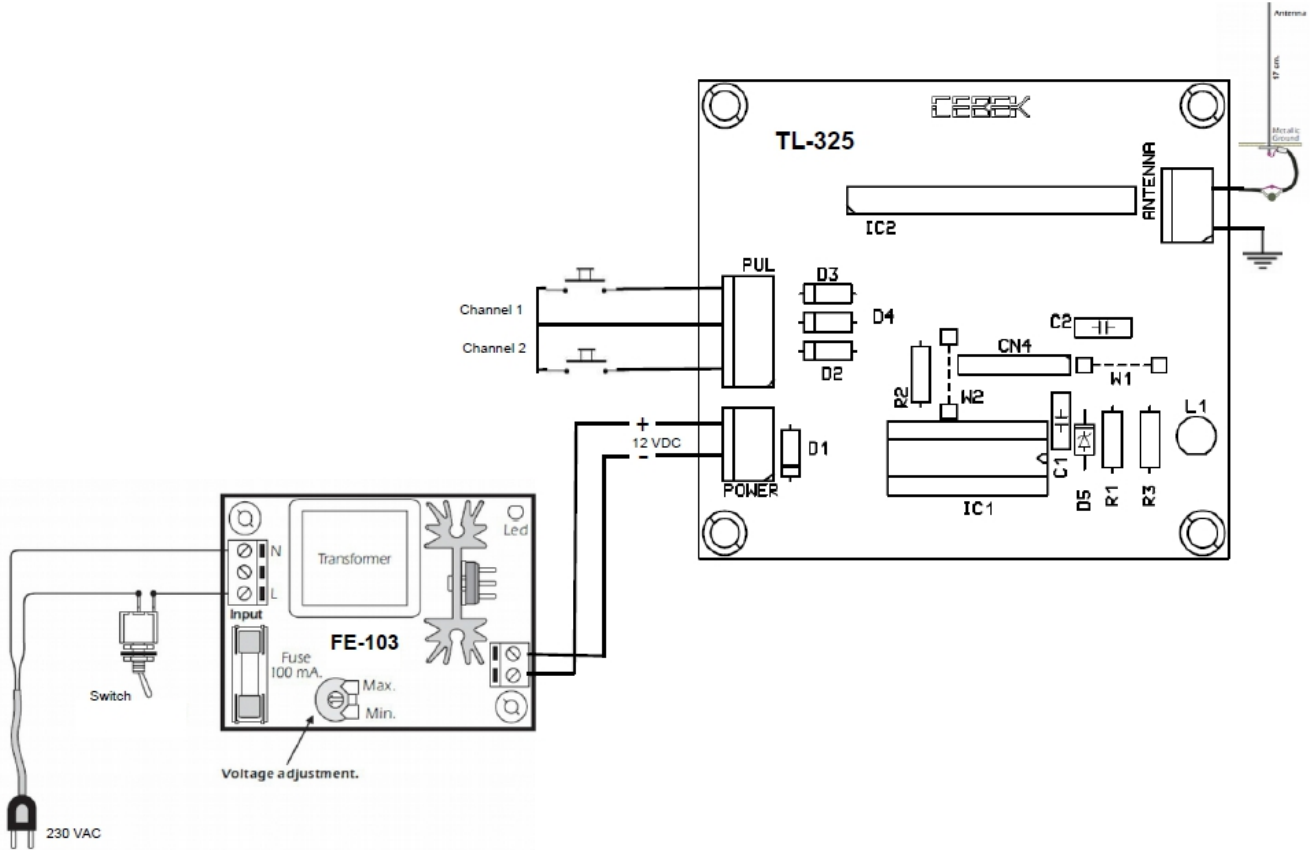 Antenna
17 cm.
Metallic
Ground
CEBEK
TL-325
ANTENNA
IC2
PUL
D3
D4
D2
Channel 1
Channel 2
C2
CN4
W1
R2
W2
L1
+
12 VDC
-
D1
POWER
IC1
C1
D5
R1
R3
N
L
Input
Transformer
Led
FE-103
Fuse
100 mA.
Max.
Min.
Switch
Voltage adjustment.
230 VAC